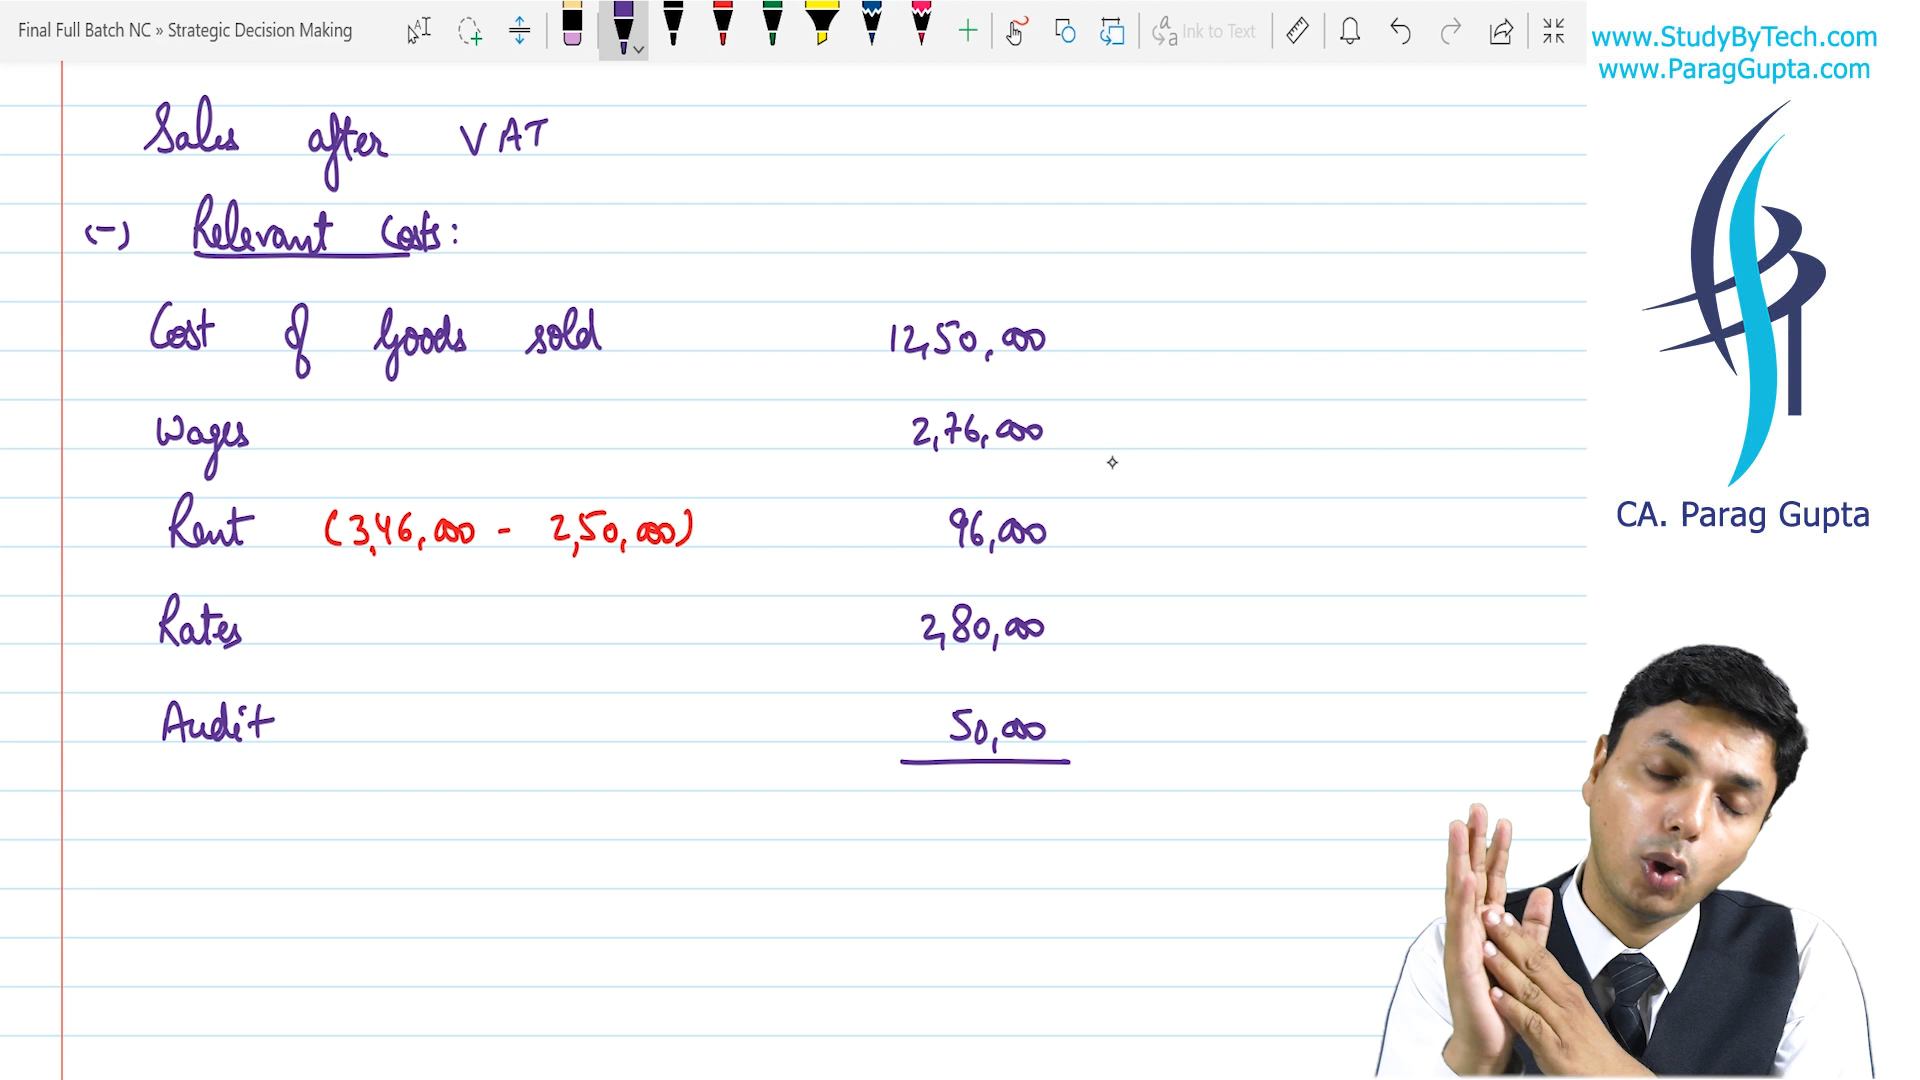 Final Full Batch NC » Strategic Decision Making
Ink to Text
www.StudyByTech.com
www.ParagGupta.com
Sales after VAT
(-) Relevant Costs:
Cost of Goods sold 12,50,000
Wages 2,76,000
Rent (3,46,000 - 2,50,000) 96,000
Rates 2,80,000
Audit 50,000
CA. Parag Gupta